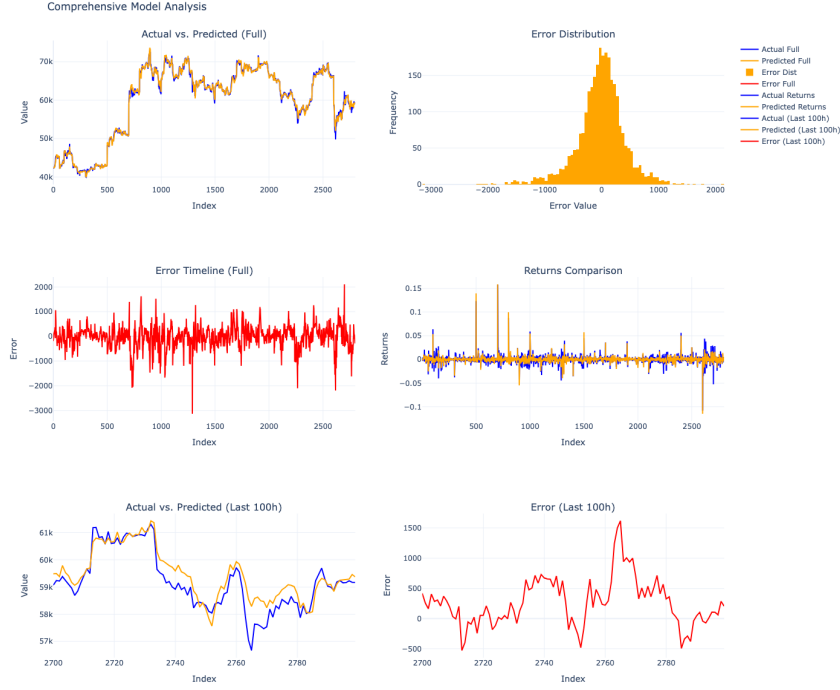 Comprehensive Model Analysis
Actual vs. Predicted (Full)
Value
70k
60k
50k
40k
0
500
1000
1500
2000
2500
Index
Error Distribution
Frequency
150
100
50
0
−3000
−2000
−1000
0
1000
2000
Error Value
Actual Full
Predicted Full
Error Dist
Error Full
Actual Returns
Predicted Returns
Actual (Last 100h)
Predicted (Last 100h)
Error (Last 100h)
Error Timeline (Full)
Error
2000
1000
0
−1000
−2000
−3000
0
500
1000
1500
2000
2500
Index
Returns Comparison
Returns
0.15
0.1
0.05
0
−0.05
−0.1
500
1000
1500
2000
2500
Index
Actual vs. Predicted (Last 100h)
Value
61k
60k
59k
58k
57k
2700
2720
2740
2760
2780
Index
Error (Last 100h)
Error
1500
1000
500
0
−500
2700
2720
2740
2760
2780
Index